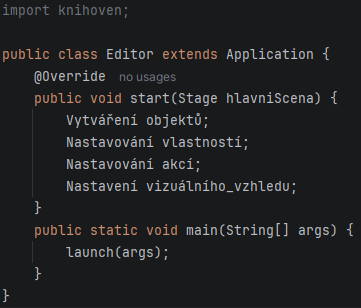 import knihoven;
public class Editor extends Application {
@Override no usages
public void start(Stage hlavniScena) {
Vytváření objektů;
Nastavování vlastností;
Nastavování akcí;
Nastavení vizuálního_vzhledu;
}
public static void main(String[] args) {
launch(args);
}
}